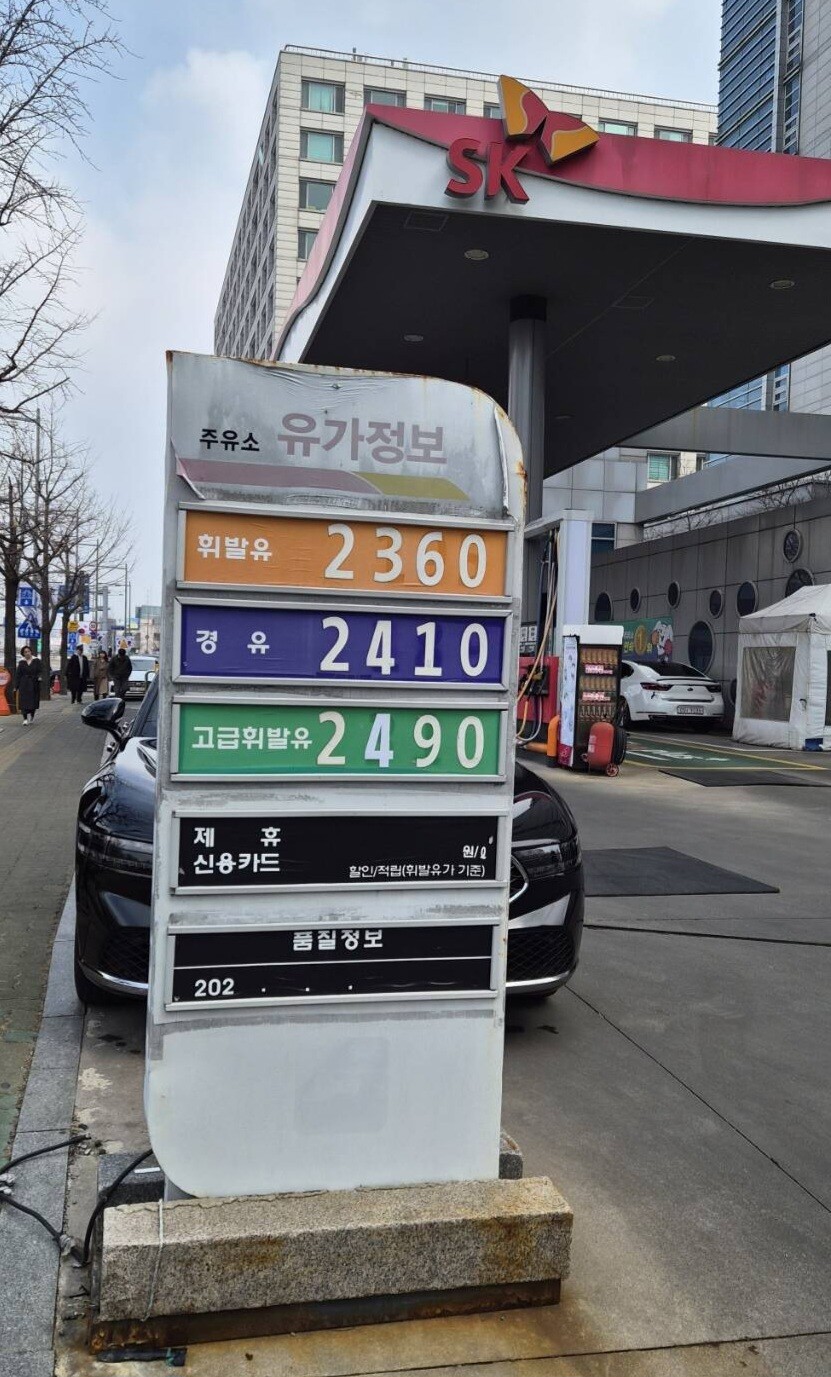 SK
주유소 유가정보
휘발유 2360
경 유 2410
고급휘발유 2490
제 휴
신용카드
원/ℓ
할인/적립(휘발유가 기준)
품질정보
202 . . .